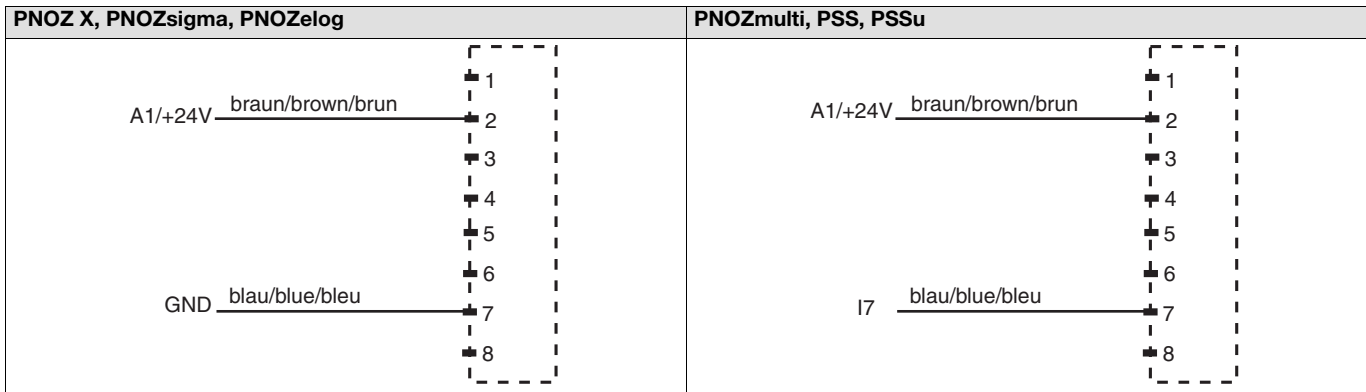 PNOZ X, PNOZsigma, PNOZelog
1
A1/+24V braun/brown/brun
2
3
4
5
6
GND blau/blue/bleu
7
8
PNOZmulti, PSS, PSSu
1
A1/+24V braun/brown/brun
2
3
4
5
6
I7 blau/blue/bleu
7
8